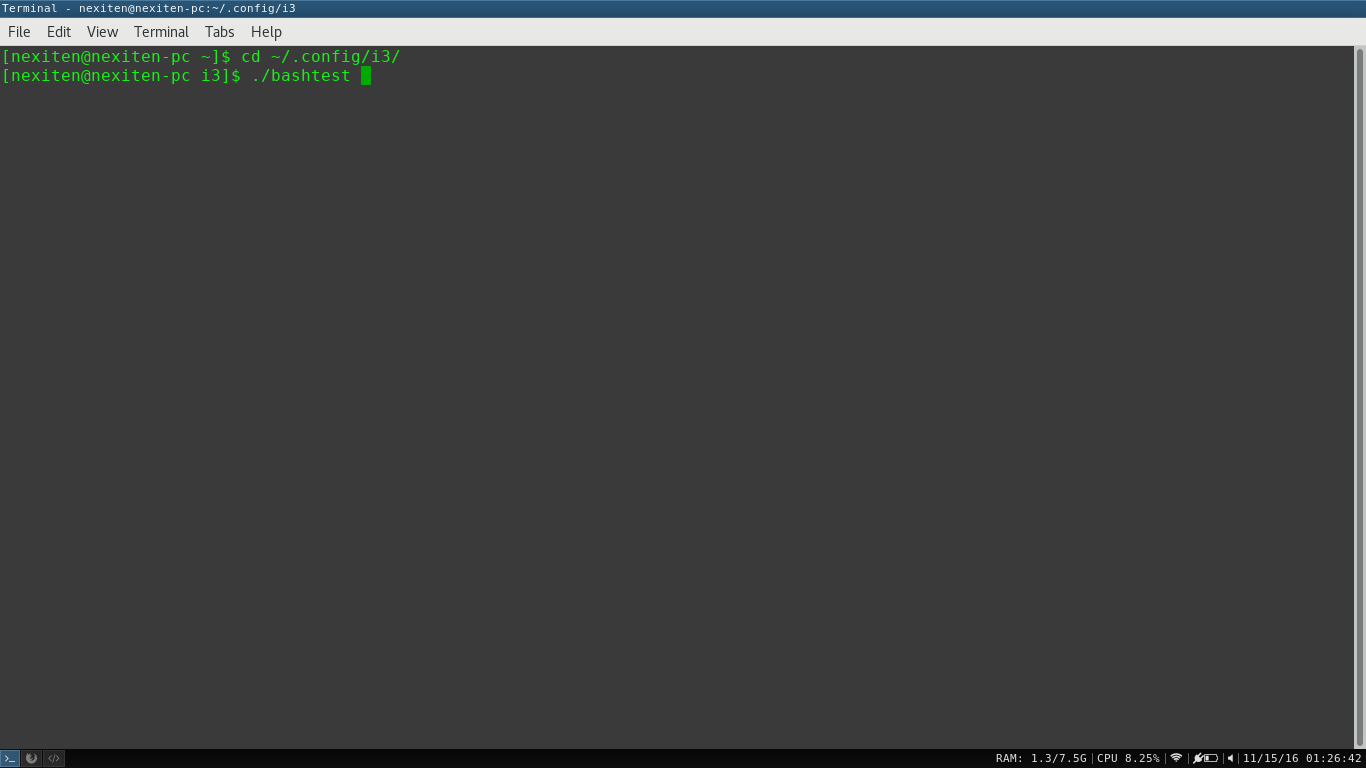 Terminal - nexiten@nexiten-pc:~/.config/i3
File Edit View Terminal Tabs Help
[nexiten@nexiten-pc ~]$ cd ~/.config/i3/
[nexiten@nexiten-pc i3]$ ./bashtest
RAM: 1.3/7.5G CPU 8.25% 11/15/16 01:26:42